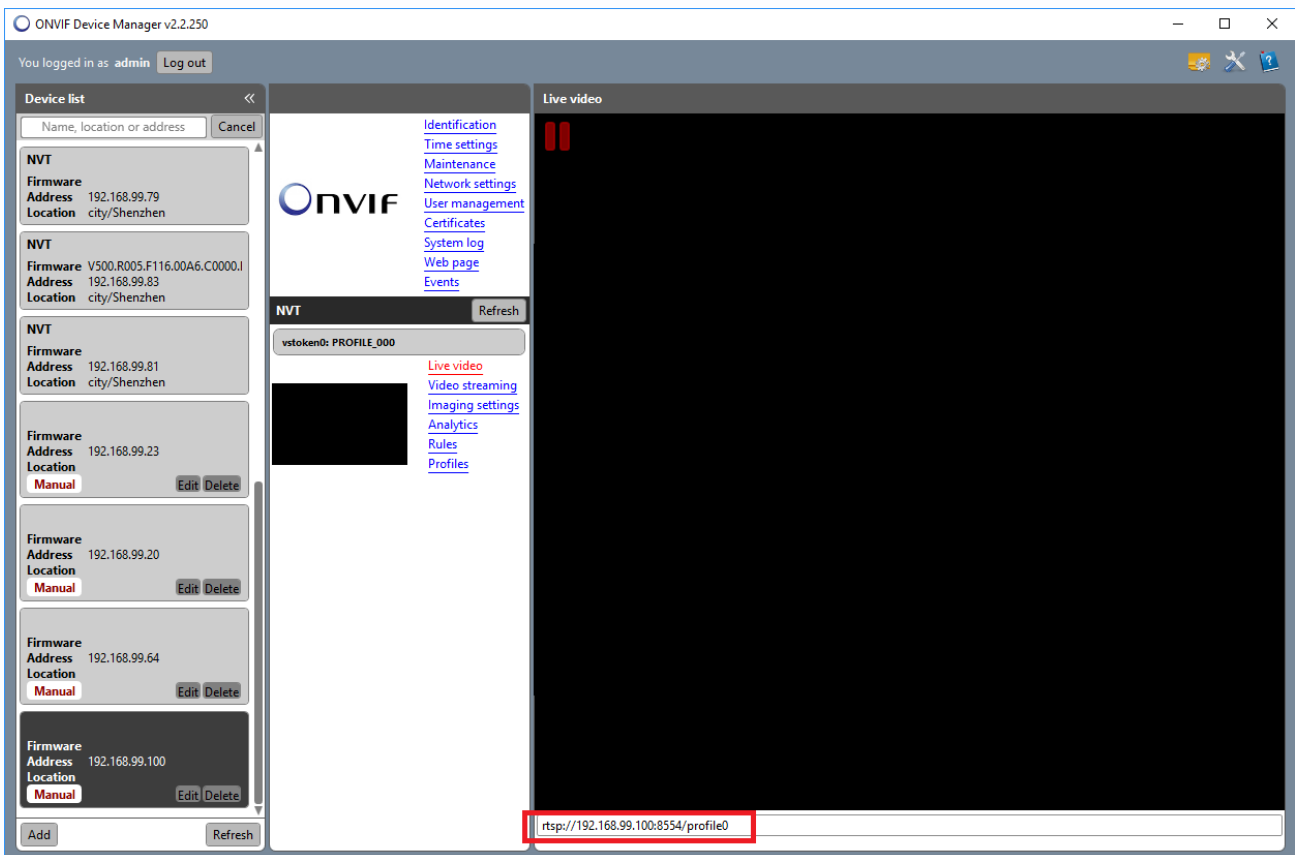 ONVIF Device Manager v2.2.250
You logged in as admin Log out
Device list
Name, location or address Cancel
NVT
Firmware
Address 192.168.99.79
Location city/Shenzhen
NVT
Firmware V500.R005.F116.00A6.C0000.
Address 192.168.99.83
Location city/Shenzhen
NVT
Firmware
Address 192.168.99.81
Location city/Shenzhen
Firmware
Address 192.168.99.23
Location
Manual Edit Delete
Firmware
Address 192.168.99.20
Location
Manual Edit Delete
Firmware
Address 192.168.99.64
Location
Manual Edit Delete
Firmware
Address 192.168.99.100
Location
Manual Edit Delete
Add Refresh
ONVIF
Identification
Time settings
Maintenance
Network settings
User management
Certificates
System log
Web page
Events
NVT Refresh
vstoken0: PROFILE_000
Live video
Video streaming
Imaging settings
Analytics
Rules
Profiles
Live video
rtsp://192.168.99.100:8554/profile0